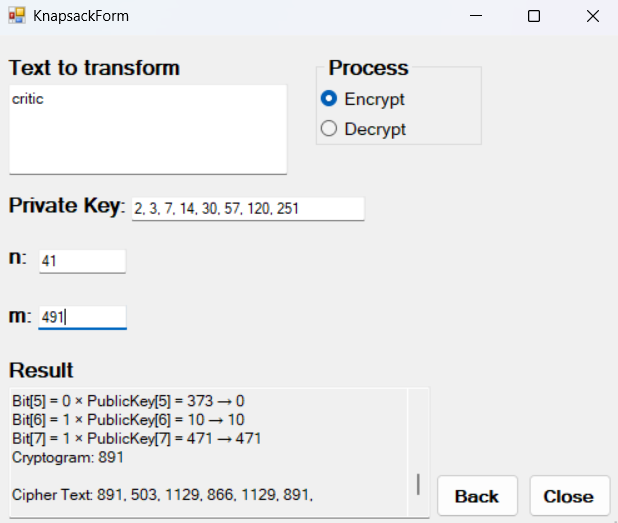 KnapsackForm
Text to transform
critic
Process
Encrypt
Decrypt
Private Key: 2, 3, 7, 14, 30, 57, 120, 251
n: 41
m: 491
Result
Bit[5] = 0 × PublicKey[5] = 373 → 0
Bit[6] = 1 × PublicKey[6] = 10 → 10
Bit[7] = 1 × PublicKey[7] = 471 → 471
Cryptogram: 891
Cipher Text: 891, 503, 1129, 866, 1129, 891,
Back
Close